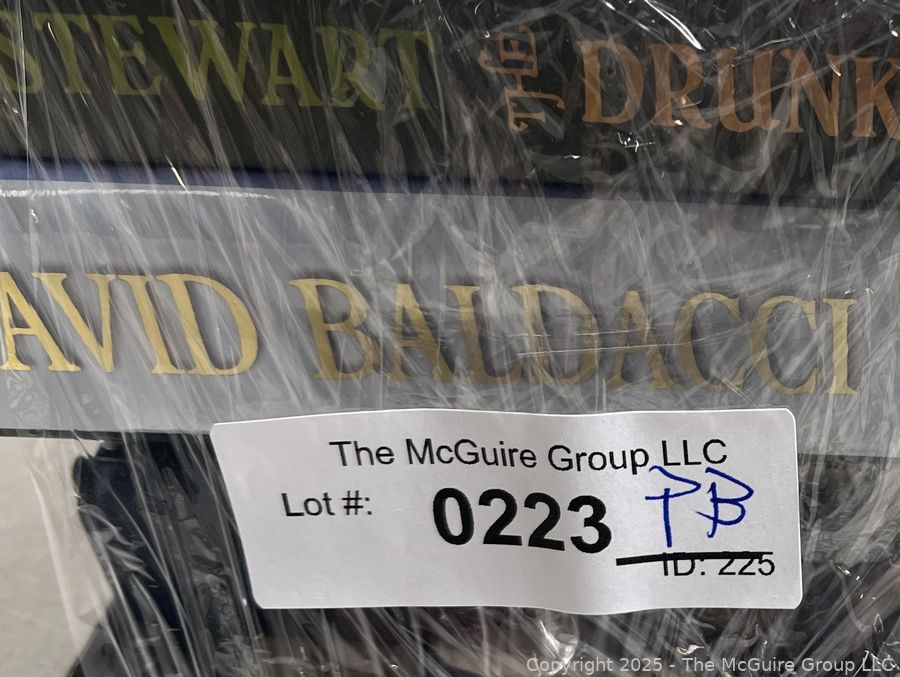 STEWART THE DRUNK
AVID BALDACCI
The McGuire Group LLC
Lot #: 0223 PB
ID: 225
Copyright 2025 - The McGuire Group LLC